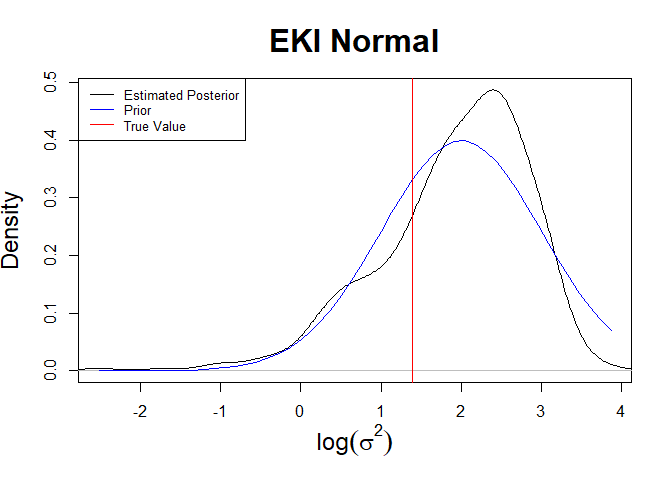 EKI Normal
Estimated Posterior
Prior
True Value
Density
0.5
0.4
0.3
0.2
0.1
0.0
-2 -1 0 1 2 3 4
log(σ²)